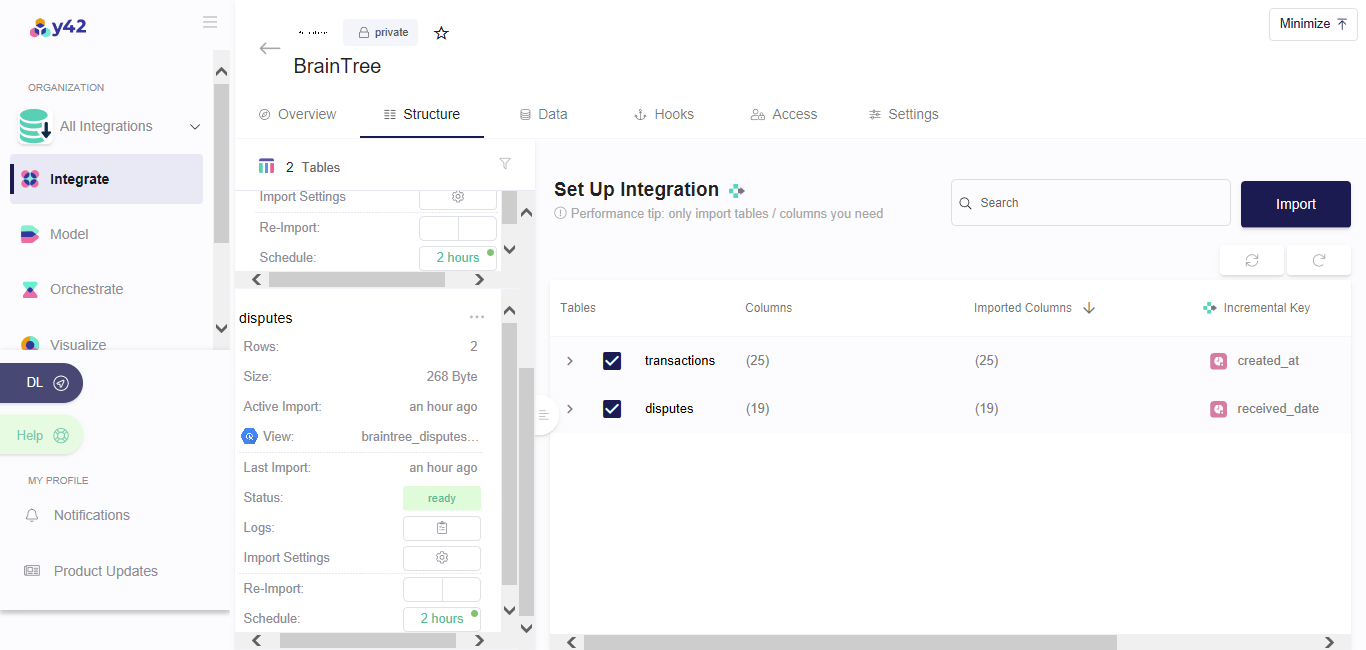 y42
ORGANIZATION
All Integrations
Integrate
Model
Orchestrate
Visualize
DL
Help
MY PROFILE
Notifications
Product Updates
private
BrainTree
Minimize
Overview
Structure
Data
Hooks
Access
Settings
2 Tables
Import Settings
Re-Import:
Schedule: 2 hours
disputes
Rows: 2
Size: 268 Byte
Active Import: an hour ago
View: braintree_disputes...
Last Import: an hour ago
Status: ready
Logs:
Import Settings
Re-Import:
Schedule: 2 hours
Set Up Integration
Performance tip: only import tables / columns you need
Search
Import
Tables Columns Imported Columns Incremental Key
transactions (25) (25) created_at
disputes (19) (19) received_date